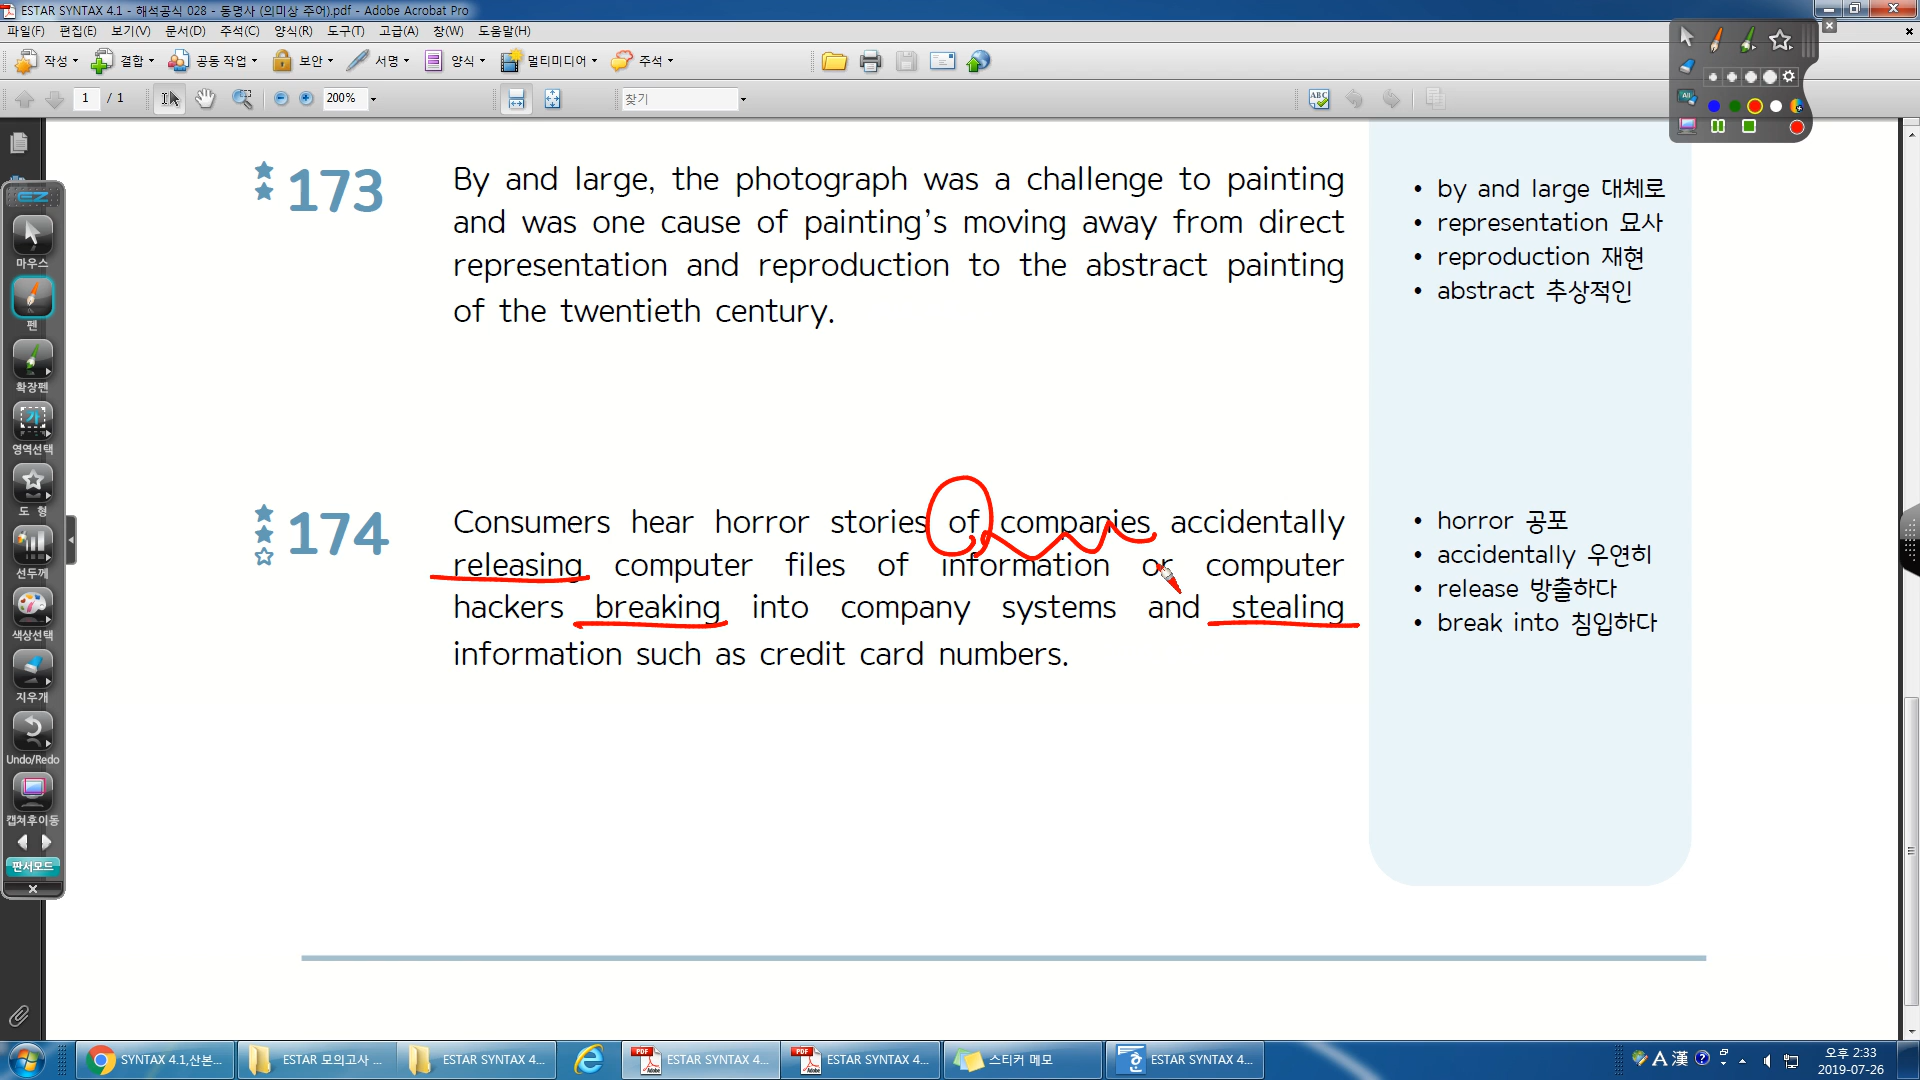 ESTAR SYNTAX 4.1 - 해석공식 028 - 동명사 (의미상 주어).pdf - Adobe Acrobat Pro
파일(F) 편집(E) 보기(V) 문서(D) 주석(C) 양식(R) 도구(T) 고급(A) 창(W) 도움말(H)
작성 결합 공동 작업 보안 서명 양식 멀티미디어 주석
1 / 1 200% 찾기
173
By and large, the photograph was a challenge to painting
and was one cause of painting's moving away from direct
representation and reproduction to the abstract painting
of the twentieth century.
• by and large 대체로
• representation 묘사
• reproduction 재현
• abstract 추상적인
174
Consumers hear horror stories of companies accidentally
releasing computer files of information or computer
hackers breaking into company systems and stealing
information such as credit card numbers.
• horror 공포
• accidentally 우연히
• release 방출하다
• break into 침입하다
EZ
마우스
펜
확장펜
영역선택
도 형
선두께
색상선택
지우개
Undo/Redo
캡쳐후이동
판서모드
All
ABC
SYNTAX 4.1,산본...
ESTAR 모의고사 ...
ESTAR SYNTAX 4...
ESTAR SYNTAX 4...
ESTAR SYNTAX 4...
스티커 메모
ESTAR SYNTAX 4...
A 漢
오후 2:33
2019-07-26